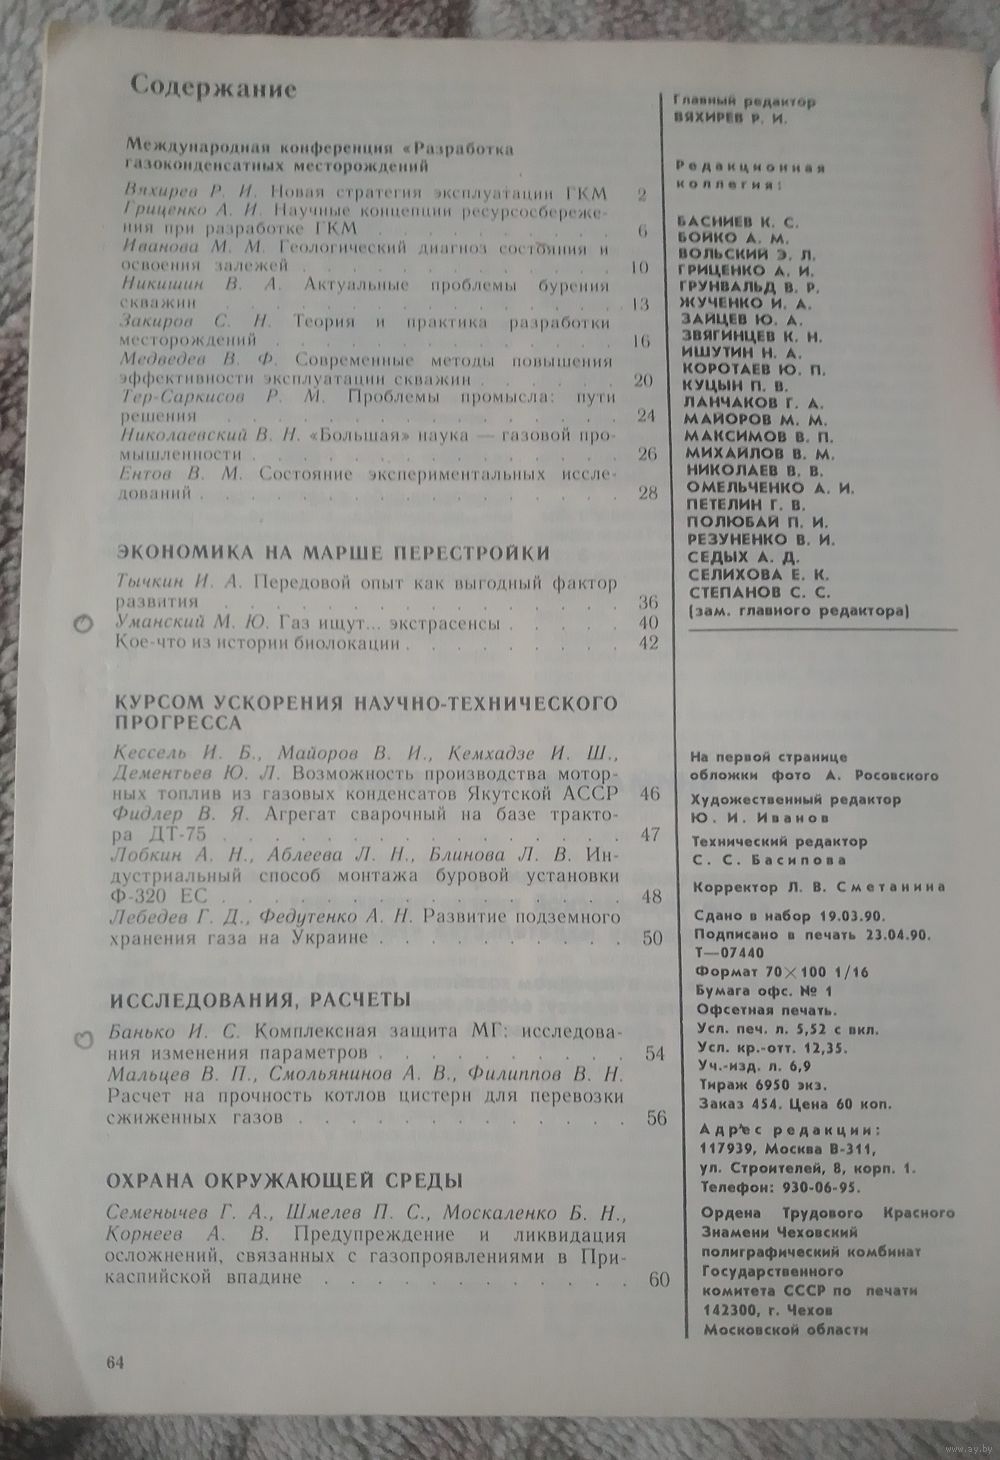 Содержание
Международная конференция «Разработка
газоконденсатных месторождений
Вяхирев Р. И. Новая стратегия эксплуатации ГКМ 2
Гриценко А. И. Научные концепции ресурсосбереже-
ния при разработке ГКМ . . . . . . . . . 6
Иванова М. М. Геологический диагноз состояния и
освоения залежей . . . . . . . . . . . . 10
Никишин В. А. Актуальные проблемы бурения
скважин . . . . . . . . . . . . . . 13
Закиров С. Н. Теория и практика разработки
месторождений . . . . . . . . . . . . 16
Медведев В. Ф. Современные методы повышения
эффективности эксплуатации скважин . . . . . 20
Тер-Саркисов Р. М. Проблемы промысла: пути
решения . . . . . . . . . . . . . . 24
Николаевский В. Н. «Большая» наука — газовой про-
мышленности . . . . . . . . . . . . . 26
Ентов В. М. Состояние экспериментальных иссле-
дований . . . . . . . . . . . . . . . 28
ЭКОНОМИКА НА МАРШЕ ПЕРЕСТРОЙКИ
Тычкин И. А. Передовой опыт как выгодный фактор
развития . . . . . . . . . . . . . . 36
Уманский М. Ю. Газ ищут... экстрасенсы . . . . . 40
Кое-что из истории биолокации . . . . . . . . 42
КУРСОМ УСКОРЕНИЯ НАУЧНО-ТЕХНИЧЕСКОГО
ПРОГРЕССА
Кессель И. Б., Майоров В. И., Кемхадзе И. Ш.,
Дементьев Ю. Л. Возможность производства мотор-
ных топлив из газовых конденсатов Якутской АССР 46
Фидлер В. Я. Агрегат сварочный на базе тракто-
ра ДТ-75 . . . . . . . . . . . . . . 47
Лобкин А. Н., Аблеева Л. Н., Блинова Л. В. Ин-
дустриальный способ монтажа буровой установки
Ф-320 ЕС . . . . . . . . . . . . . . 48
Лебедев Г. Д., Федутенко А. Н. Развитие подземного
хранения газа на Украине . . . . . . . . . 50
ИССЛЕДОВАНИЯ, РАСЧЕТЫ
Банько И. С. Комплексная защита МГ: исследова-
ния изменения параметров . . . . . . . . . 54
Мальцев В. П., Смольянинов А. В., Филиппов В. Н.
Расчет на прочность котлов цистерн для перевозки
сжиженных газов . . . . . . . . . . . . 56
ОХРАНА ОКРУЖАЮЩЕЙ СРЕДЫ
Семенычев Г. А., Шмелев П. С., Москаленко Б. Н.,
Корнеев А. В. Предупреждение и ликвидация
осложнений, связанных с газопроявлениями в При-
каспийской впадине . . . . . . . . . . . 60
64
Главный редактор
ВЯХИРЕВ Р. И.
Редакционная
коллегия:
БАСНИЕВ К. С.
БОЙКО А. М.
ВОЛЬСКИЙ Э. Л.
ГРИЦЕНКО А. И.
ГРУНВАЛЬД В. Р.
ЖУЧЕНКО И. А.
ЗАЙЦЕВ Ю. А.
ЗВЯГИНЦЕВ К. Н.
ИШУТИН Н. А.
КОРОТАЕВ Ю. П.
КУЦЫН П. В.
ЛАНЧАКОВ Г. А.
МАЙОРОВ М. М.
МАКСИМОВ В. П.
МИХАЙЛОВ В. М.
НИКОЛАЕВ В. В.
ОМЕЛЬЧЕНКО А. И.
ПЕТЕЛИН Г. В.
ПОЛЮБАЙ П. И.
РЕЗУНЕНКО В. И.
СЕДЫХ А. Д.
СЕЛИХОВА Е. К.
СТЕПАНОВ С. С.
(зам. главного редактора)
На первой странице
обложки фото А. Росовского
Художественный редактор
Ю. И. Иванов
Технический редактор
С. С. Басипова
Корректор Л. В. Сметанина
Сдано в набор 19.03.90.
Подписано в печать 23.04.90.
Т—07440
Формат 70×100 1/16
Бумага офс. № 1
Офсетная печать.
Усл. печ. л. 5,52 с вкл.
Усл. кр.-отт. 12,35.
Уч.-изд. л. 6,9
Тираж 6950 экз.
Заказ 454. Цена 60 коп.
Адрес редакции:
117939, Москва В-311,
ул. Строителей, 8, корп. 1.
Телефон: 930-06-95.
Ордена Трудового Красного
Знамени Чеховский
полиграфический комбинат
Государственного
комитета СССР по печати
142300, г. Чехов
Московской области
www.ay.by